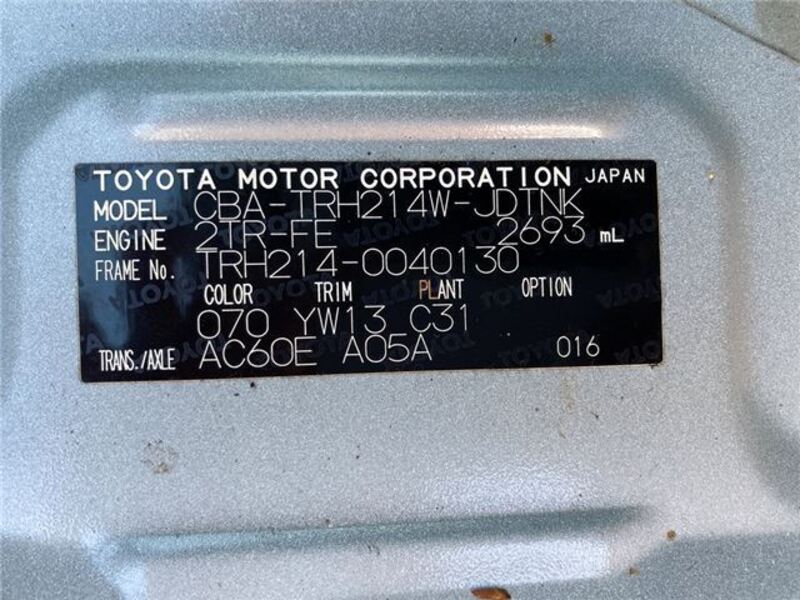 TOYOTA MOTOR CORPORATION JAPAN
MODEL CBA-TRH214W-JDTNK
ENGINE 2TR-FE 2693 mL
FRAME No. TRH214-0040130
COLOR TRIM PLANT OPTION
070 YW13 C31
TRANS./AXLE AC60E A05A 016